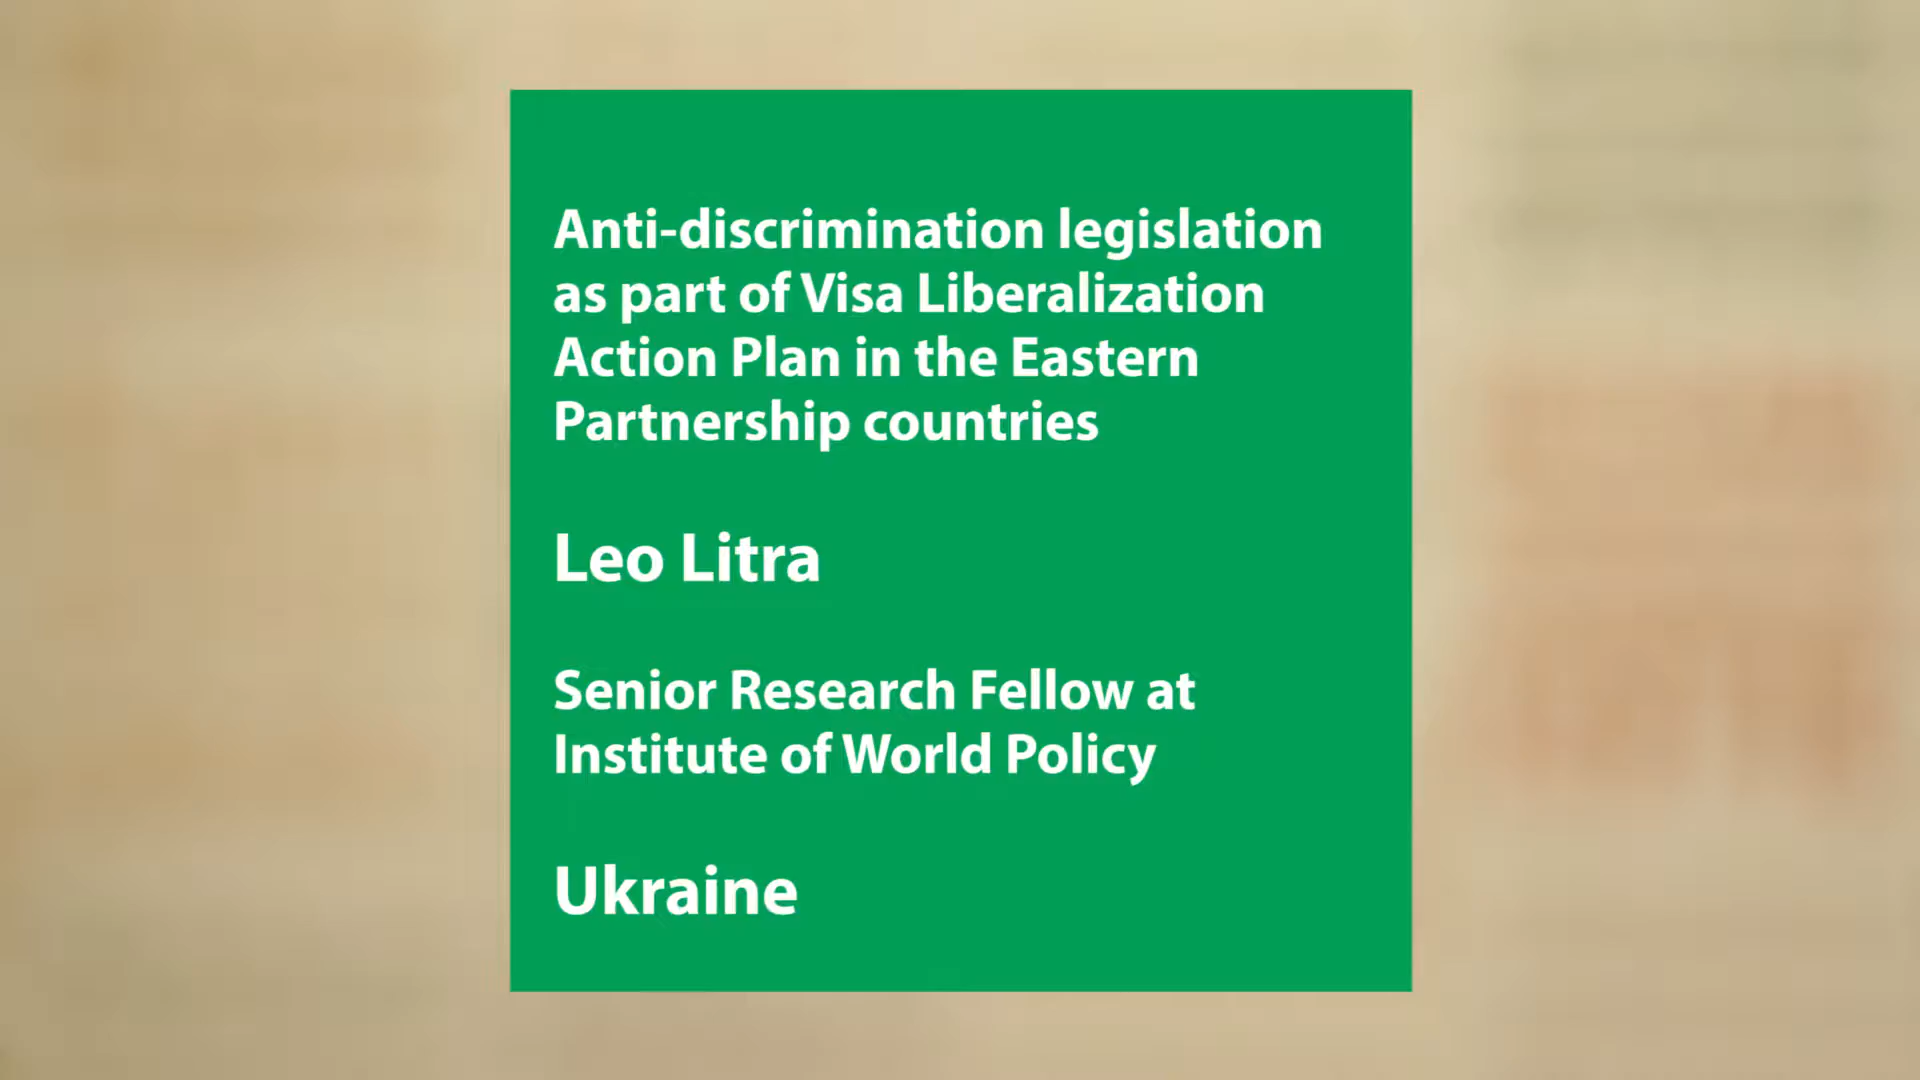 Anti-discrimination legislation
as part of Visa Liberalization
Action Plan in the Eastern
Partnership countries
Leo Litra
Senior Research Fellow at
Institute of World Policy
Ukraine